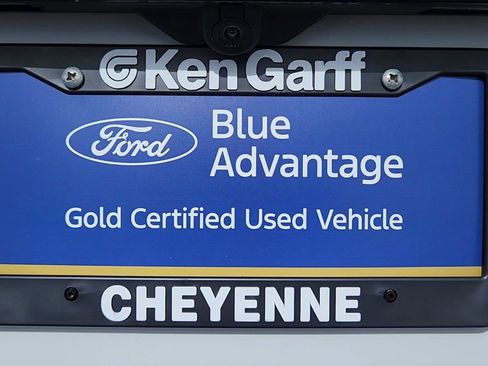 Ken Garff
Ford
Blue
Advantage
Gold Certified Used Vehicle
CHEYENNE